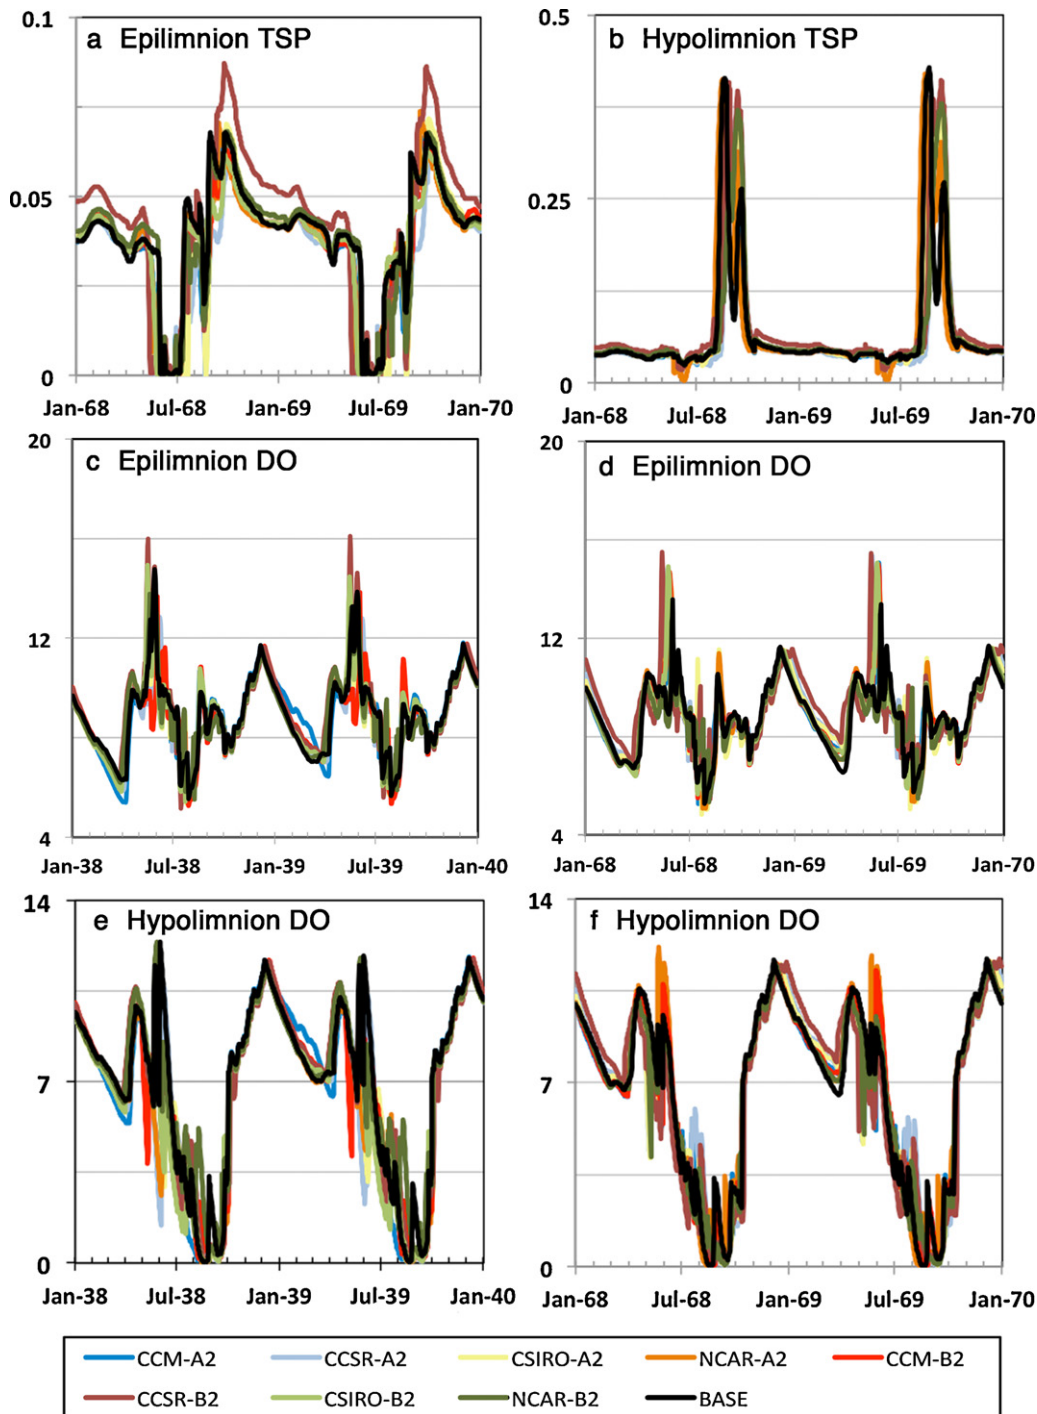 a Epilimnion TSP
0.1
0.05
0
Jan-68 Jul-68 Jan-69 Jul-69 Jan-70
b Hypolimnion TSP
0.5
0.25
0
Jan-68 Jul-68 Jan-69 Jul-69 Jan-70
c Epilimnion DO
20
12
4
Jan-38 Jul-38 Jan-39 Jul-39 Jan-40
d Epilimnion DO
20
12
4
Jan-68 Jul-68 Jan-69 Jul-69 Jan-70
e Hypolimnion DO
14
7
0
Jan-38 Jul-38 Jan-39 Jul-39 Jan-40
f Hypolimnion DO
14
7
0
Jan-68 Jul-68 Jan-69 Jul-69 Jan-70
CCM-A2 CCSR-A2 CSIRO-A2 NCAR-A2 CCM-B2
CCSR-B2 CSIRO-B2 NCAR-B2 BASE